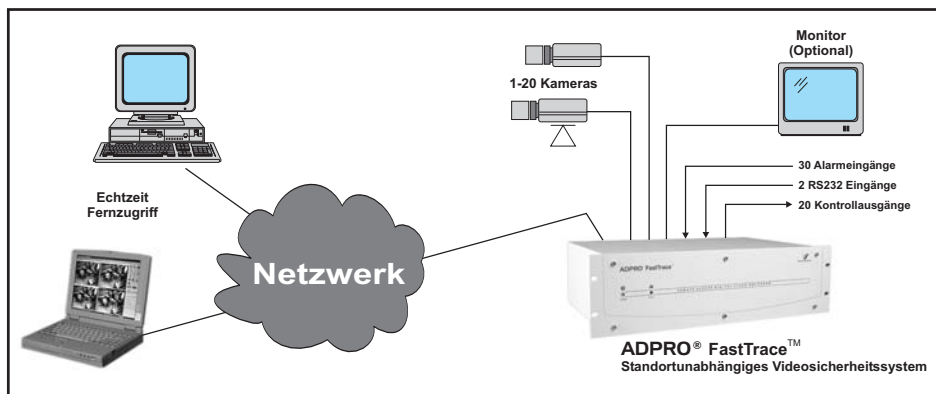 Monitor
(Optional)
1-20 Kameras
30 Alarmeingänge
2 RS232 Eingänge
20 Kontrollausgänge
Echtzeit
Fernzugriff
Netzwerk
ADPRO® FastTrace
ADPRO® FastTrace™
Standortunabhängiges Videosicherheitssystem